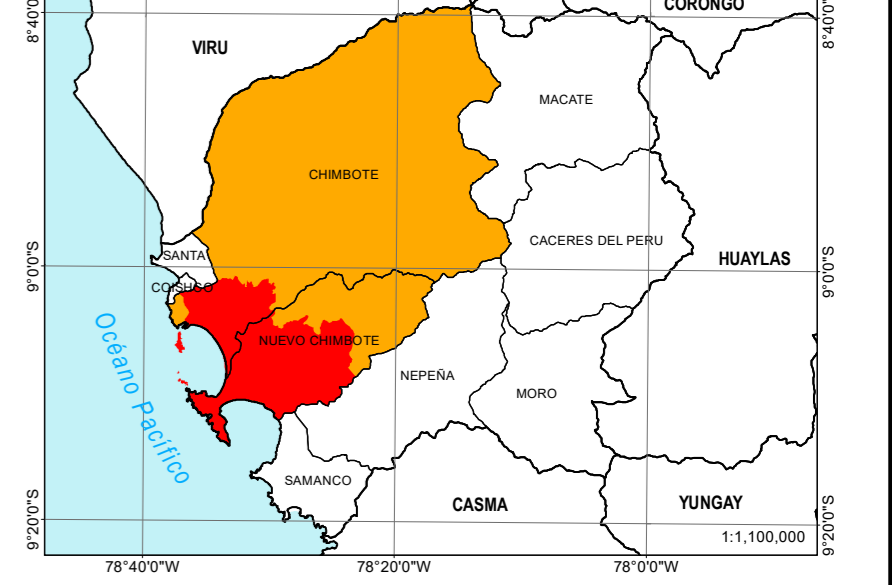 CORONGO
8°40'0"S
8°40'0"S
VIRU
MACATE
CHIMBOTE
CACERES DEL PERU
SANTA
HUAYLAS
9°0'0"S
9°0'0"S
COISHCO
NUEVO CHIMBOTE
Océano Pacífico
NEPEÑA
MORO
SAMANCO
CASMA
YUNGAY
9°20'0"S
9°20'0"S
1:1,100,000
78°40'0"W
78°20'0"W
78°0'0"W